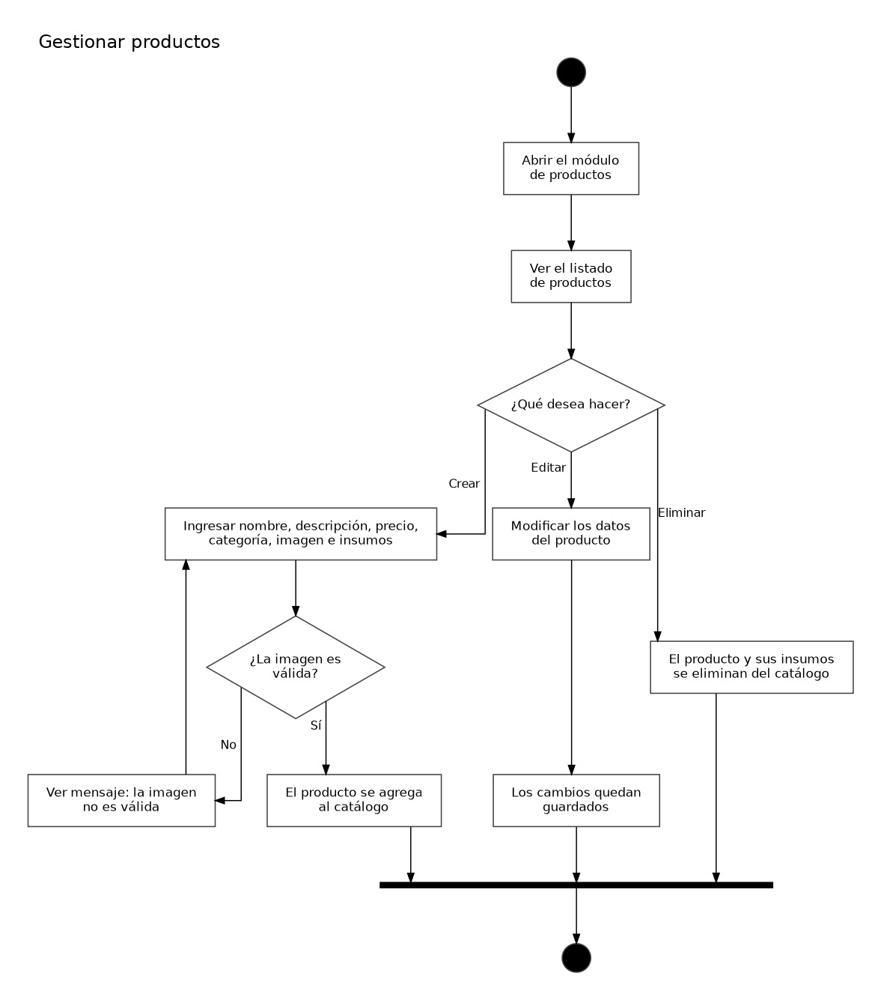 Gestionar productos
Abrir el módulo
de productos
Ver el listado
de productos
¿Qué desea hacer?
Crear
Editar
Eliminar
Ingresar nombre, descripción, precio,
categoría, imagen e insumos
Modificar los datos
del producto
¿La imagen es
válida?
El producto y sus insumos
se eliminan del catálogo
No
Sí
Ver mensaje: la imagen
no es válida
El producto se agrega
al catálogo
Los cambios quedan
guardados